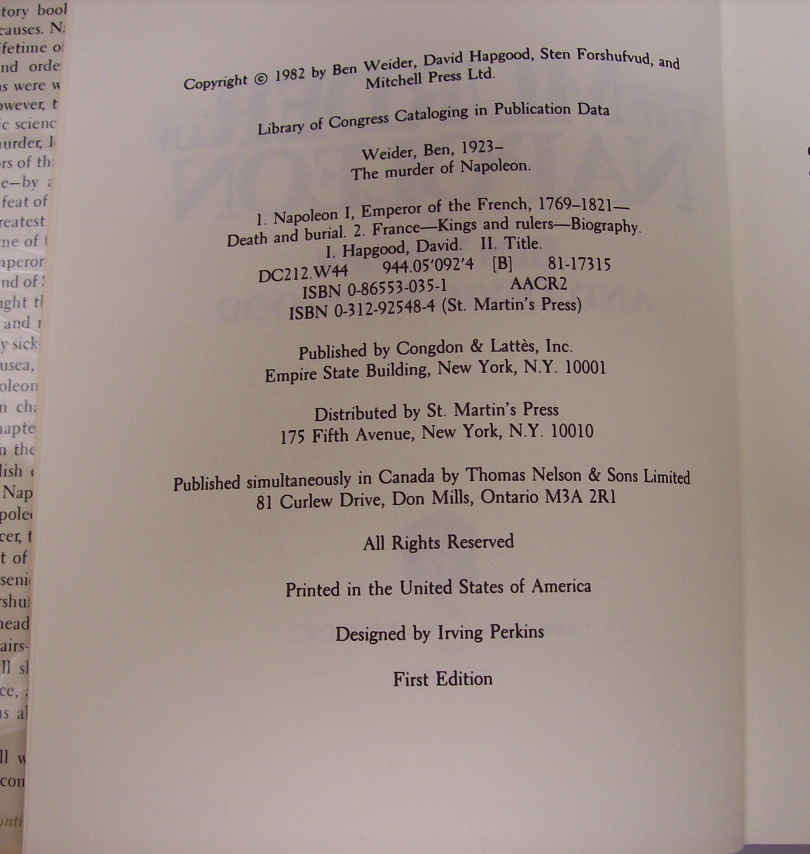 Copyright © 1982 by Ben Weider, David Hapgood, Sten Forshufvud, and
Mitchell Press Ltd.
Library of Congress Cataloging in Publication Data
Weider, Ben, 1923–
The murder of Napoleon.
1. Napoleon I, Emperor of the French, 1769–1821—
Death and burial. 2. France—Kings and rulers—Biography.
I. Hapgood, David. II. Title.
DC212.W44 944.05'092'4 [B] 81-17315
ISBN 0-86553-035-1 AACR2
ISBN 0-312-92548-4 (St. Martin's Press)
Published by Congdon & Lattès, Inc.
Empire State Building, New York, N.Y. 10001
Distributed by St. Martin's Press
175 Fifth Avenue, New York, N.Y. 10010
Published simultaneously in Canada by Thomas Nelson & Sons Limited
81 Curlew Drive, Don Mills, Ontario M3A 2R1
All Rights Reserved
Printed in the United States of America
Designed by Irving Perkins
First Edition